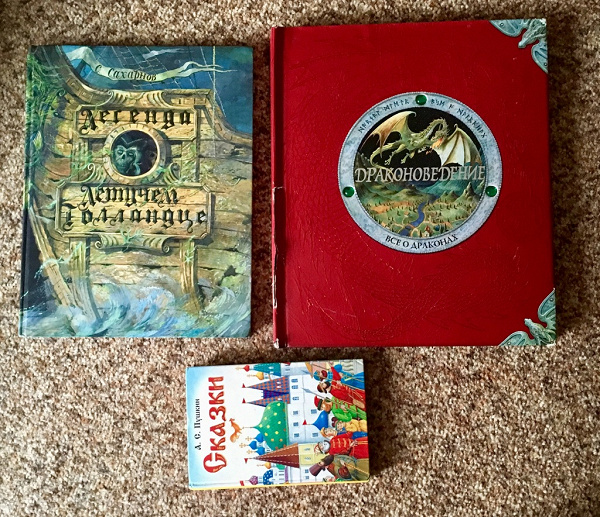 С. Сахарнов
Легенда
Летучем
Голландце
ДРАКОНОВЕДЕНИЕ
ВСЕ О ДРАКОНАХ
А. С. Пушкин
Сказки